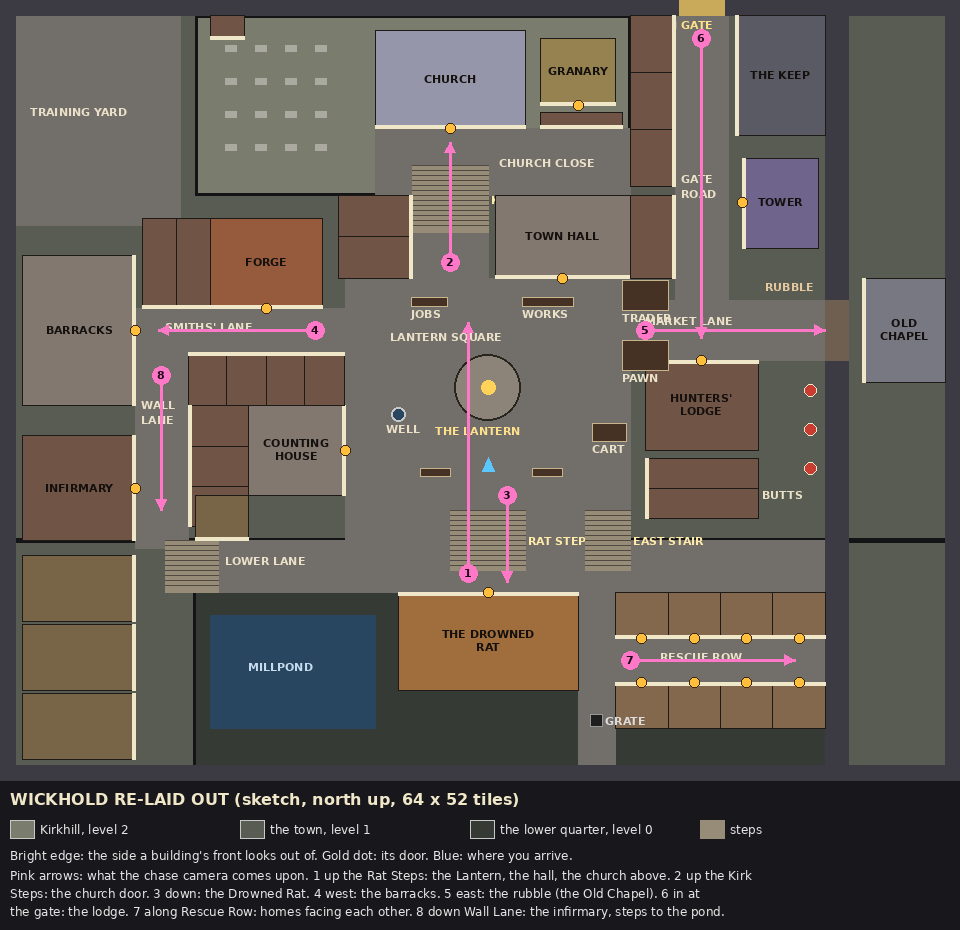 GATE
6
CHURCH
GRANARY
THE KEEP
TRAINING YARD
CHURCH CLOSE
GATE
ROAD
TOWER
TOWN HALL
FORGE
2
RUBBLE
JOBS
WORKS
TRADER
MARKET LANE
BARRACKS
SMITHS' LANE
4
LANTERN SQUARE
5
OLD
CHAPEL
8
PAWN
WALL
LANE
HUNTERS'
LODGE
WELL
THE LANTERN
CART
COUNTING
HOUSE
INFIRMARY
3
BUTTS
RAT STEP
EAST STAIR
LOWER LANE
1
THE DROWNED
RAT
MILLPOND
7
RESCUE ROW
GRATE
WICKHOLD RE-LAID OUT (sketch, north up, 64 x 52 tiles)
Kirkhill, level 2
the town, level 1
the lower quarter, level 0
steps
Bright edge: the side a building's front looks out of. Gold dot: its door. Blue: where you arrive.
Pink arrows: what the chase camera comes upon. 1 up the Rat Steps: the Lantern, the hall, the church above. 2 up the Kirk
Steps: the church door. 3 down: the Drowned Rat. 4 west: the barracks. 5 east: the rubble (the Old Chapel). 6 in at
the gate: the lodge. 7 along Rescue Row: homes facing each other. 8 down Wall Lane: the infirmary, steps to the pond.